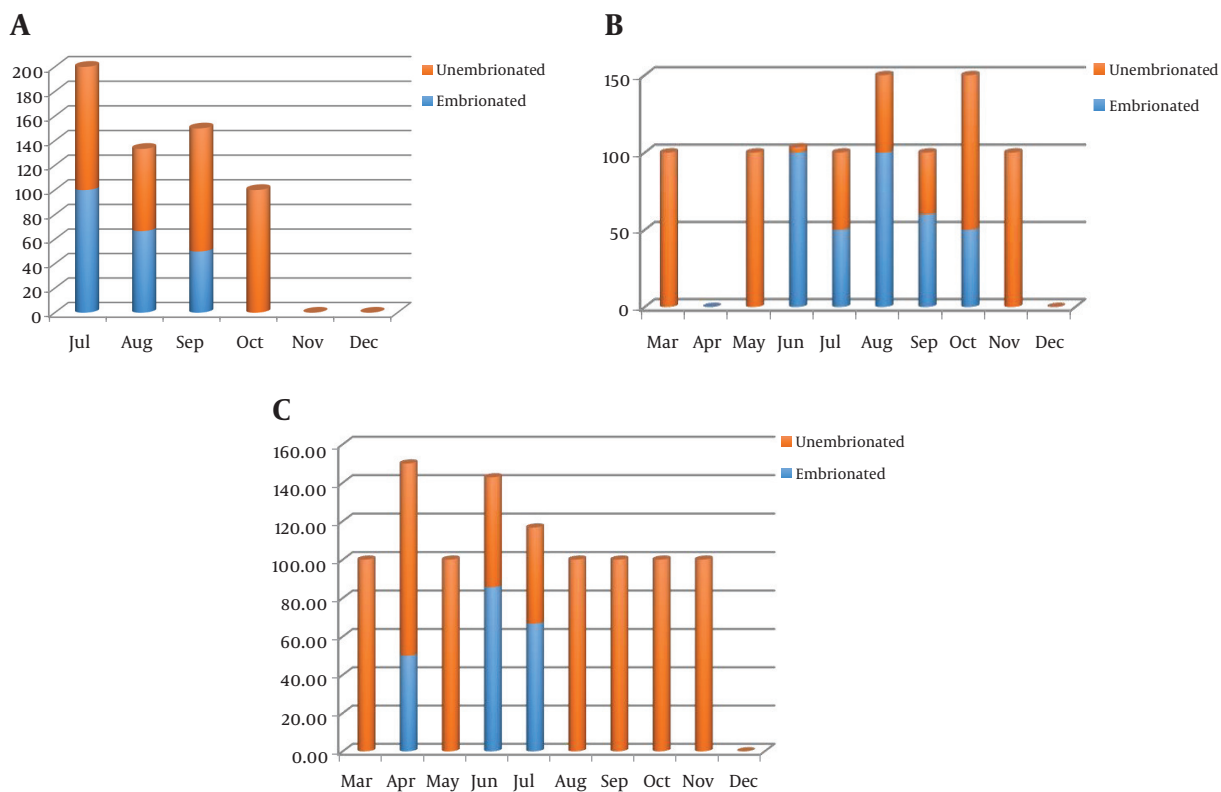 A
200
180
160
140
120
100
80
60
40
20
0
Jul Aug Sep Oct Nov Dec
Unembrionated
Embrionated
B
150
100
50
0
Mar Apr May Jun Jul Aug Sep Oct Nov Dec
Unembrionated
Embrionated
C
160.00
140.00
120.00
100.00
80.00
60.00
40.00
20.00
0.00
Mar Apr May Jun Jul Aug Sep Oct Nov Dec
Unembrionated
Embrionated